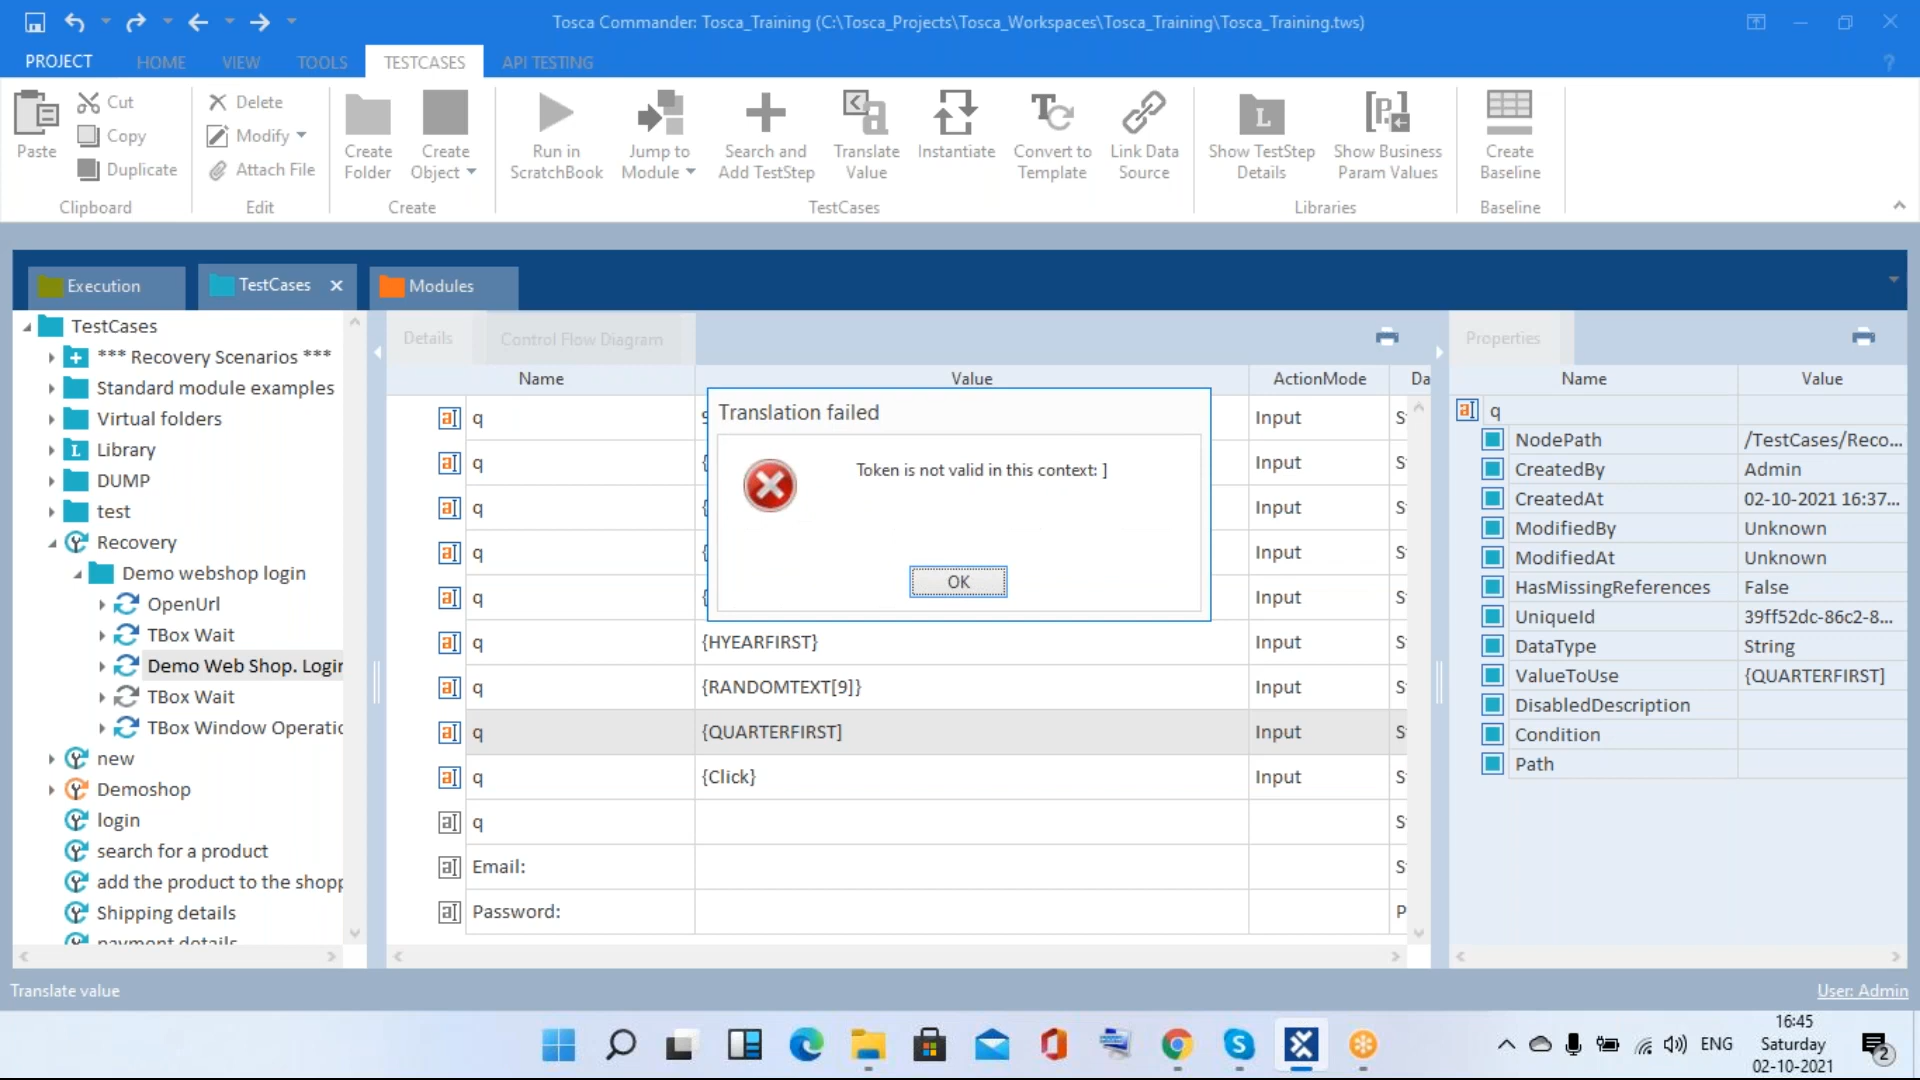 Tosca Commander: Tosca_Training (C:\Tosca_Projects\Tosca_Workspaces\Tosca_Training\Tosca_Training.tws)
PROJECT HOME VIEW TOOLS TESTCASES API TESTING ?
Paste Cut Copy Duplicate
Clipboard
Delete Modify Attach File
Edit
Create Folder Create Object
Create
Run in ScratchBook Jump to Module Search and Add TestStep Translate Value Instantiate Convert to Template Link Data Source
TestCases
Show TestStep Details Show Business Param Values
Libraries
Create Baseline
Baseline
Execution TestCases Modules
TestCases
*** Recovery Scenarios ***
Standard module examples
Virtual folders
Library
DUMP
test
Recovery
Demo webshop login
OpenUrl
TBox Wait
Demo Web Shop. Login
TBox Wait
TBox Window Operatio
new
Demoshop
login
search for a product
add the product to the shopp
Shipping details
payment details
Details Control Flow Diagram
Name Value ActionMode Da
q S Input S
q { Input S
q { Input S
q { Input S
q { Input S
q {HYEARFIRST} Input S
q {RANDOMTEXT[9]} Input S
q {QUARTERFIRST] Input S
q {Click} Input S
q S
Email: S
Password: P
Translation failed
Token is not valid in this context: ]
OK
Properties
Name Value
q
NodePath /TestCases/Reco...
CreatedBy Admin
CreatedAt 02-10-2021 16:37...
ModifiedBy Unknown
ModifiedAt Unknown
HasMissingReferences False
UniqueId 39ff52dc-86c2-8...
DataType String
ValueToUse {QUARTERFIRST]
DisabledDescription
Condition
Path
Translate value User: Admin
ENG
16:45
Saturday
02-10-2021
2